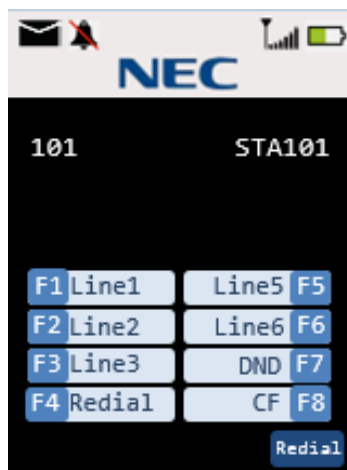 NEC
101 STA101
F1 Line1 Line5 F5
F2 Line2 Line6 F6
F3 Line3 DND F7
F4 Redial CF F8
Redial